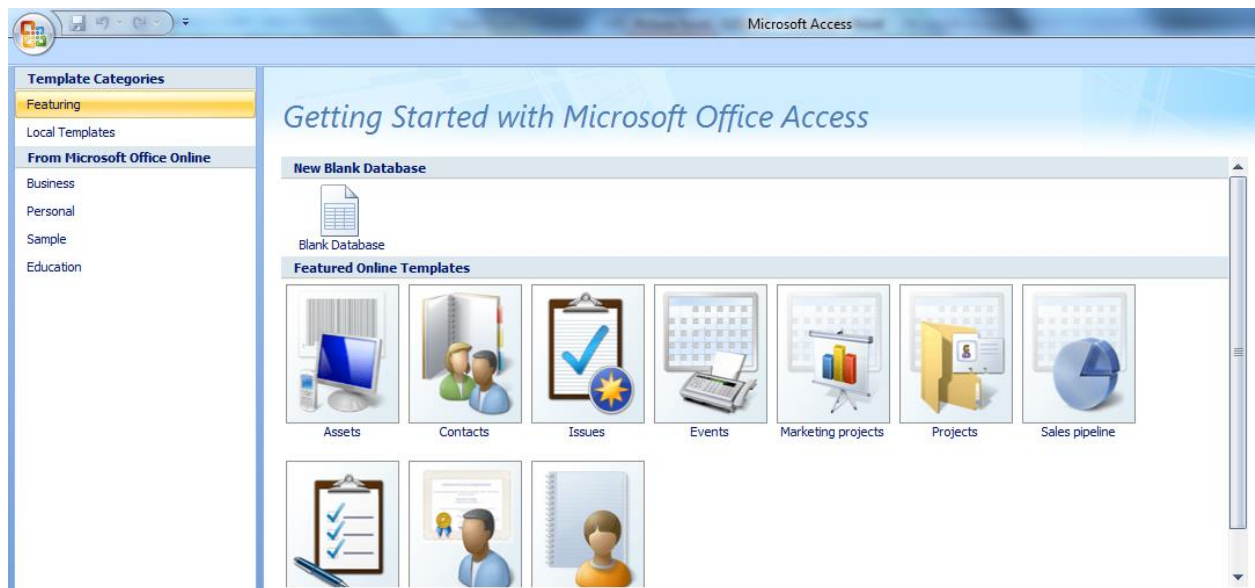 Microsoft Access
Template Categories
Featuring
Local Templates
From Microsoft Office Online
Business
Personal
Sample
Education
Getting Started with Microsoft Office Access
New Blank Database
Blank Database
Featured Online Templates
Assets
Contacts
Issues
Events
Marketing projects
Projects
Sales pipeline